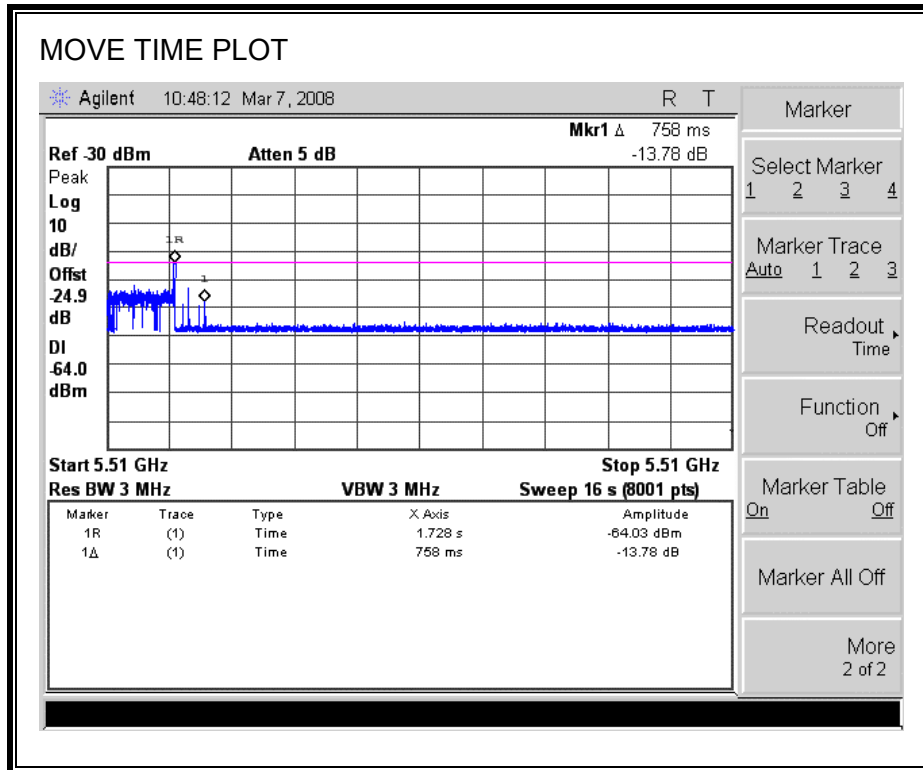 MOVE TIME PLOT
Agilent 10:48:12 Mar 7, 2008 R T
Mkr1 Δ 758 ms
Ref -30 dBm Atten 5 dB -13.78 dB
Peak
Log
10
dB/
Offst
-24.9
dB
DI
-64.0
dBm
1R
1
Start 5.51 GHz Stop 5.51 GHz
Res BW 3 MHz VBW 3 MHz Sweep 16 s (8001 pts)
Marker Trace Type X Axis Amplitude
1R (1) Time 1.728 s -64.03 dBm
1Δ (1) Time 758 ms -13.78 dB
Marker
Select Marker
1 2 3 4
Marker Trace
Auto 1 2 3
Readout
Time
Function
Off
Marker Table
On Off
Marker All Off
More
2 of 2